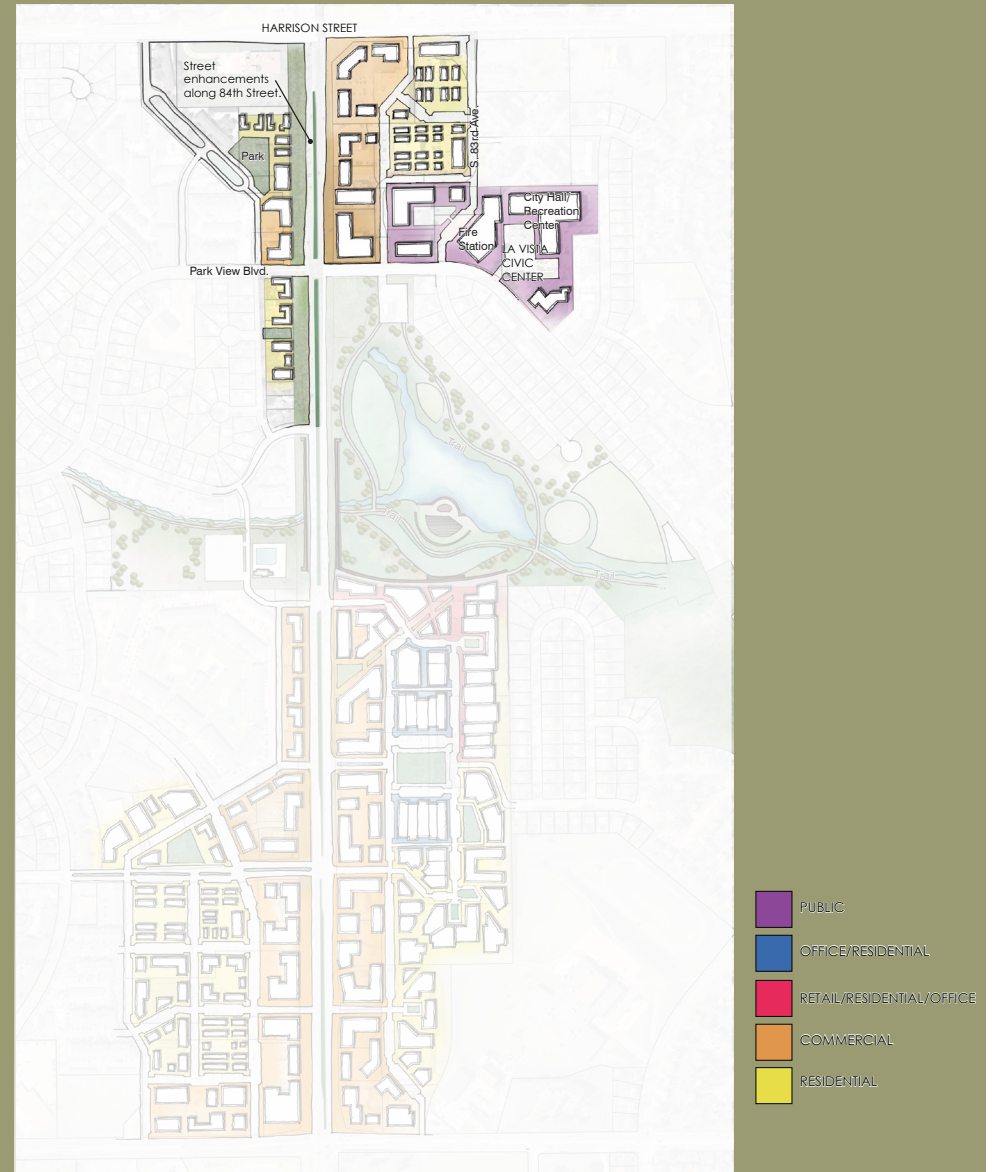 HARRISON STREET
Street
enhancements
along 84th Street.
S. 83rd Ave.
Park
City Hall/
Recreation
Center
Fire
Station
LA VISTA
CIVIC
CENTER
Park View Blvd.
Trail
Trail
Trail
PUBLIC
OFFICE/RESIDENTIAL
RETAIL/RESIDENTIAL/OFFICE
COMMERCIAL
RESIDENTIAL